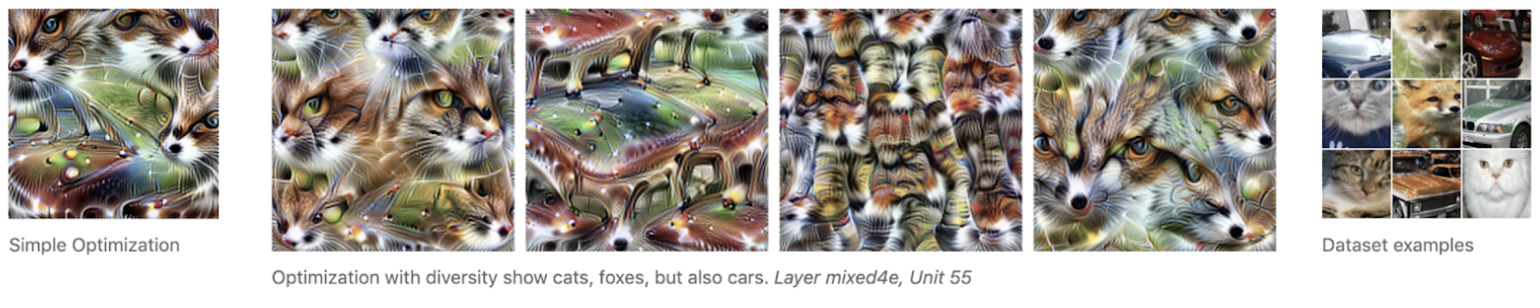 Simple Optimization
Dataset examples
Optimization with diversity show cats, foxes, but also cars. Layer mixed4e, Unit 55